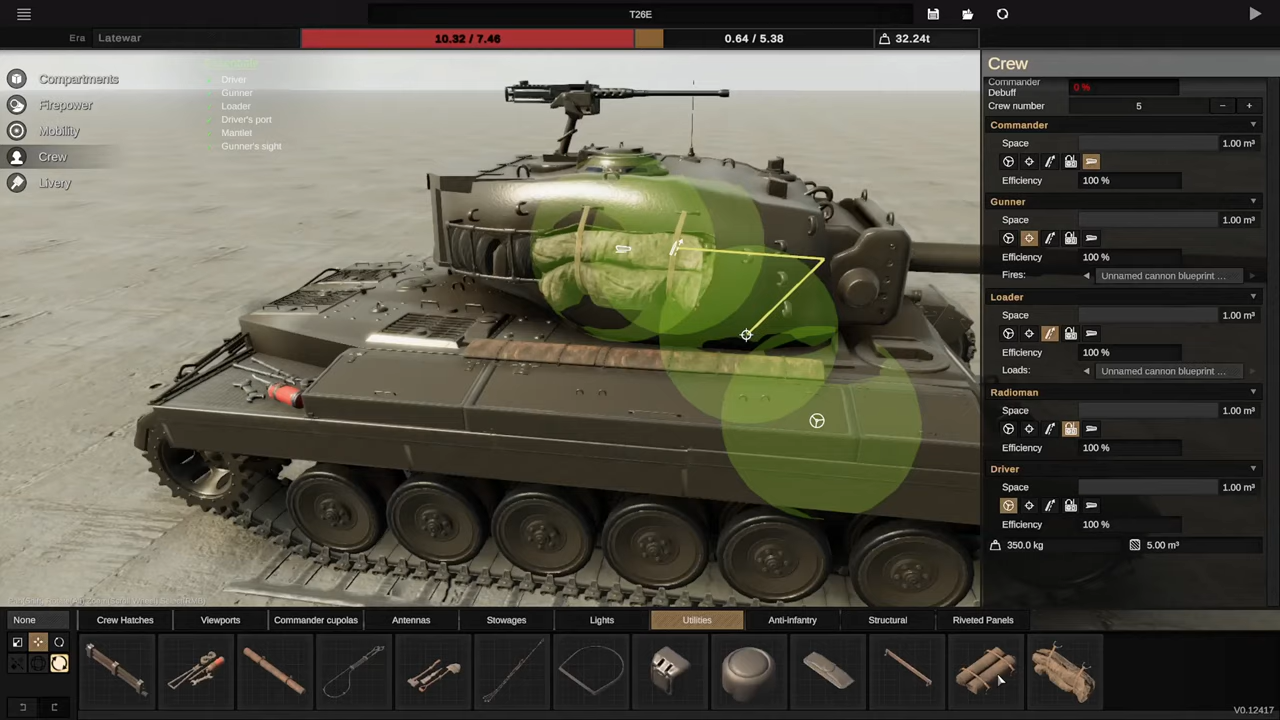 T26E
Era Latewar 10.32 / 7.46 0.64 / 5.38 32.24t
Compartments
Firepower
Mobility
Crew
Livery
Driver
Gunner
Loader
Driver's port
Mantlet
Gunner's sight
Crew
Commander Debuff 0 %
Crew number 5 − +
Commander
Space 1.00 m³
Efficiency 100 %
Gunner
Space 1.00 m³
Efficiency 100 %
Fires: Unnamed cannon blueprint ...
Loader
Space 1.00 m³
Efficiency 100 %
Loads: Unnamed cannon blueprint ...
Radioman
Space 1.00 m³
Efficiency 100 %
Driver
Space 1.00 m³
Efficiency 100 %
350.0 kg 5.00 m³
None Crew Hatches Viewports Commander cupolas Antennas Stowages Lights Utilities Anti-infantry Structural Riveted Panels
V0.12417